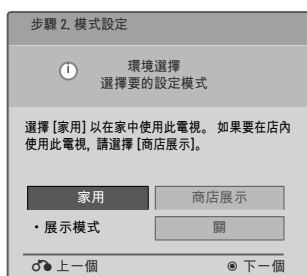 步驟 2. 模式設定
環境選擇
選擇要的設定模式
選擇 [家用] 以在家中使用此電視。 如果要在店內
使用此電視, 請選擇 [商店展示]。
家用 商店展示
・展示模式 關
上一個 下一個